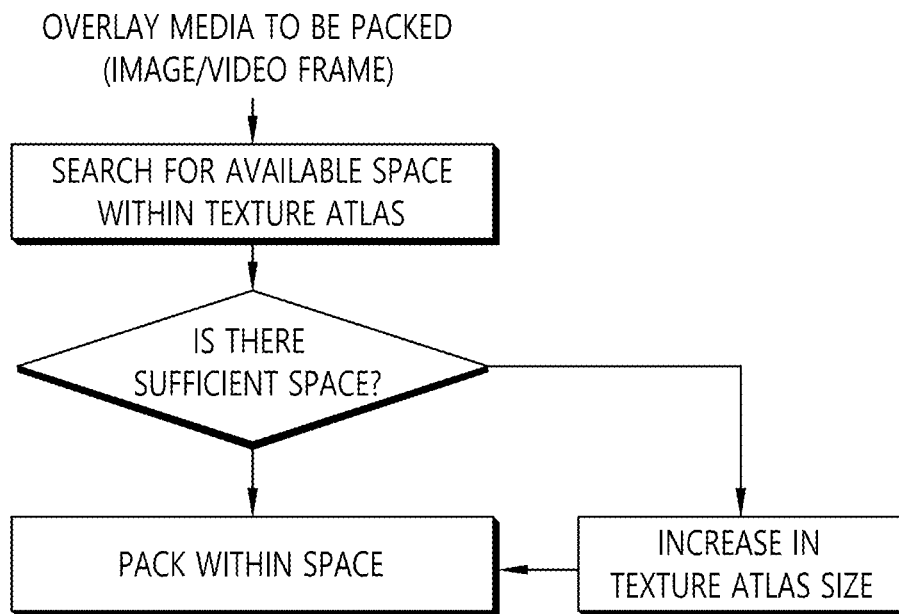 OVERLAY MEDIA TO BE PACKED
(IMAGE/VIDEO FRAME)
SEARCH FOR AVAILABLE SPACE
WITHIN TEXTURE ATLAS
IS THERE
SUFFICIENT SPACE?
PACK WITHIN SPACE
INCREASE IN
TEXTURE ATLAS SIZE